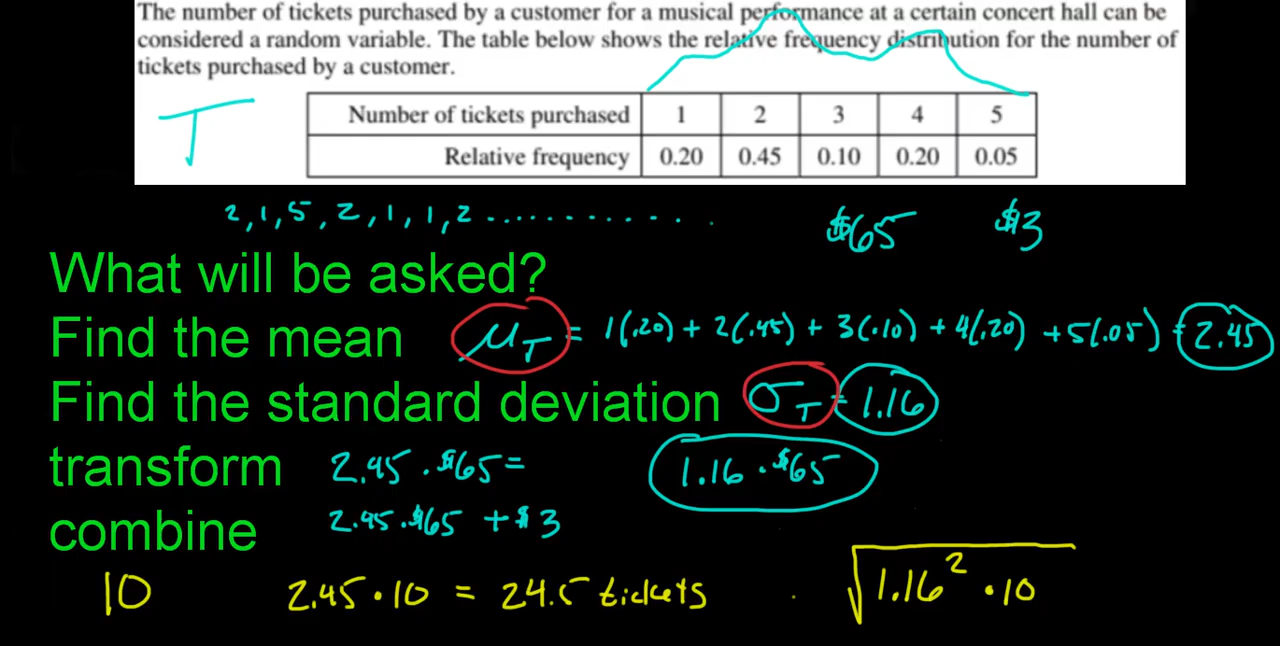 The number of tickets purchased by a customer for a musical performance at a certain concert hall can be
considered a random variable. The table below shows the relative frequency distribution for the number of
tickets purchased by a customer.
T
Number of tickets purchased 1 2 3 4 5
Relative frequency 0.20 0.45 0.10 0.20 0.05
2,1,5,2,1,1,2............. $65 $3
What will be asked?
Find the mean μT = 1(.20) + 2(.45) + 3(.10) + 4(.20) + 5(.05) = 2.45
Find the standard deviation σT = 1.16
transform 2.45 · $65 = 1.16 · $65
combine 2.45 · $65 + $3
10 2.45 · 10 = 24.5 tickets √1.16² · 10